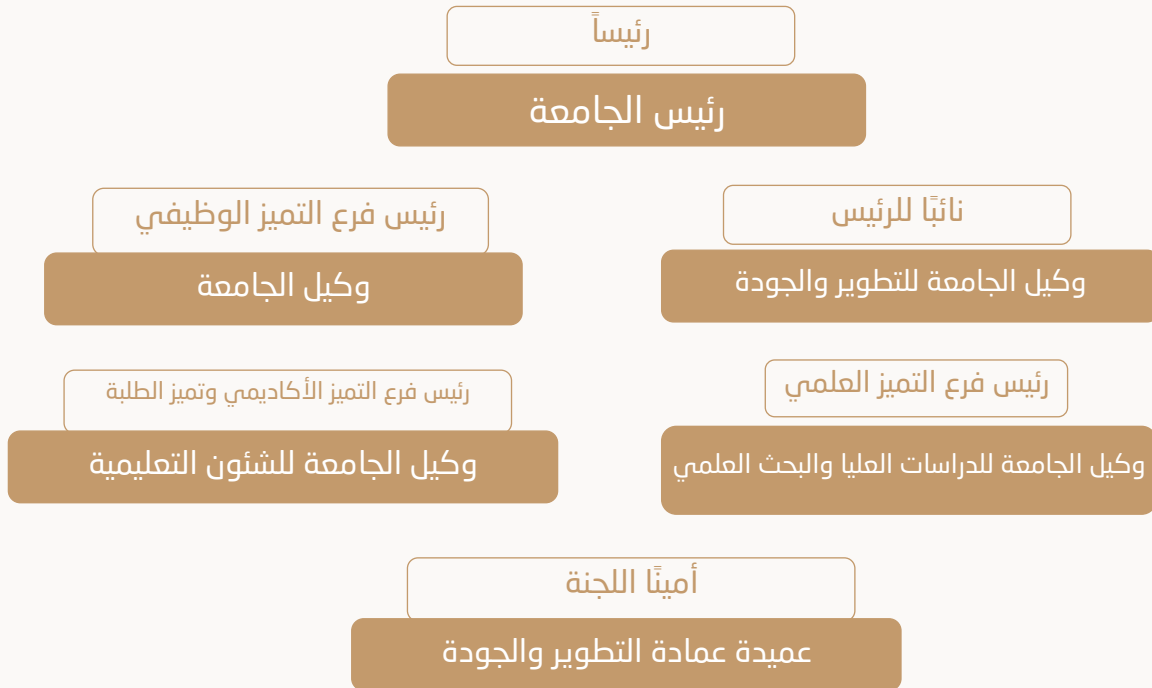 رئيساً
رئيس الجامعة
نائبًا للرئيس
وكيل الجامعة للتطوير والجودة
رئيس فرع التميز الوظيفي
وكيل الجامعة
رئيس فرع التميز العلمي
وكيل الجامعة للدراسات العليا والبحث العلمي
رئيس فرع التميز الأكاديمي وتميز الطلبة
وكيل الجامعة للشئون التعليمية
أمينًا اللجنة
عميدة عمادة التطوير والجودة